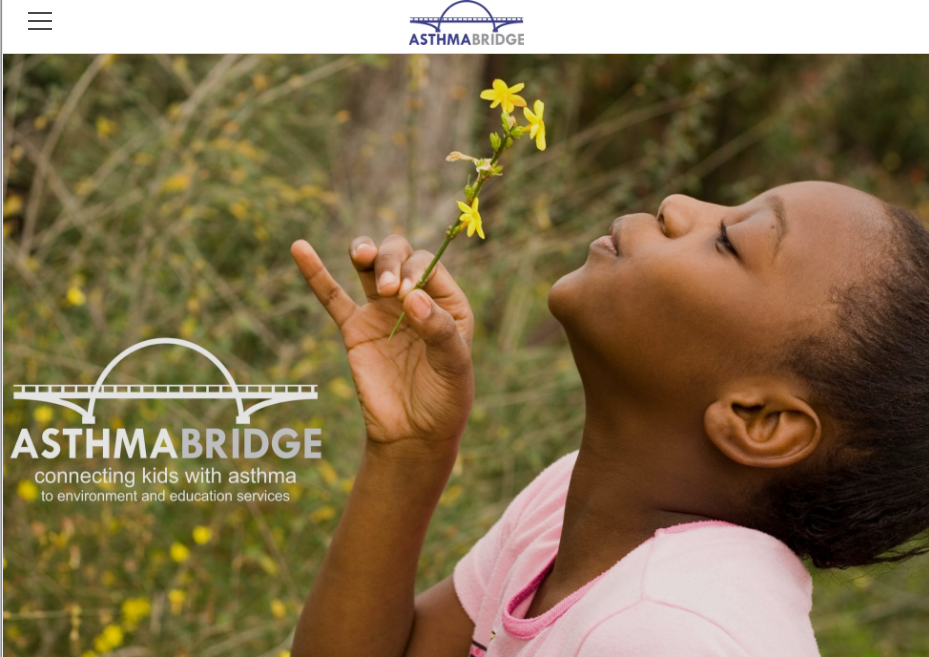 ASTHMABRIDGE
ASTHMABRIDGE
connecting kids with asthma
to environment and education services